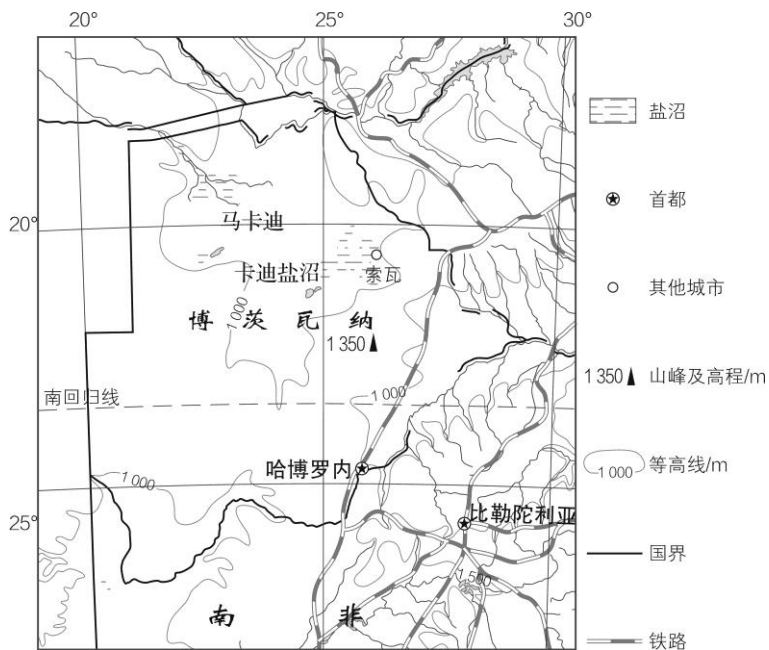 20°
25°
30°
20°
马卡迪
卡迪盐沼
索瓦
博茨瓦纳
1 000
1 350
南回归线
1 000
哈博罗内
1 000
25°
比勒陀利亚
1 500
南非
盐沼
首都
其他城市
1 350 山峰及高程/m
1 000 等高线/m
国界
铁路